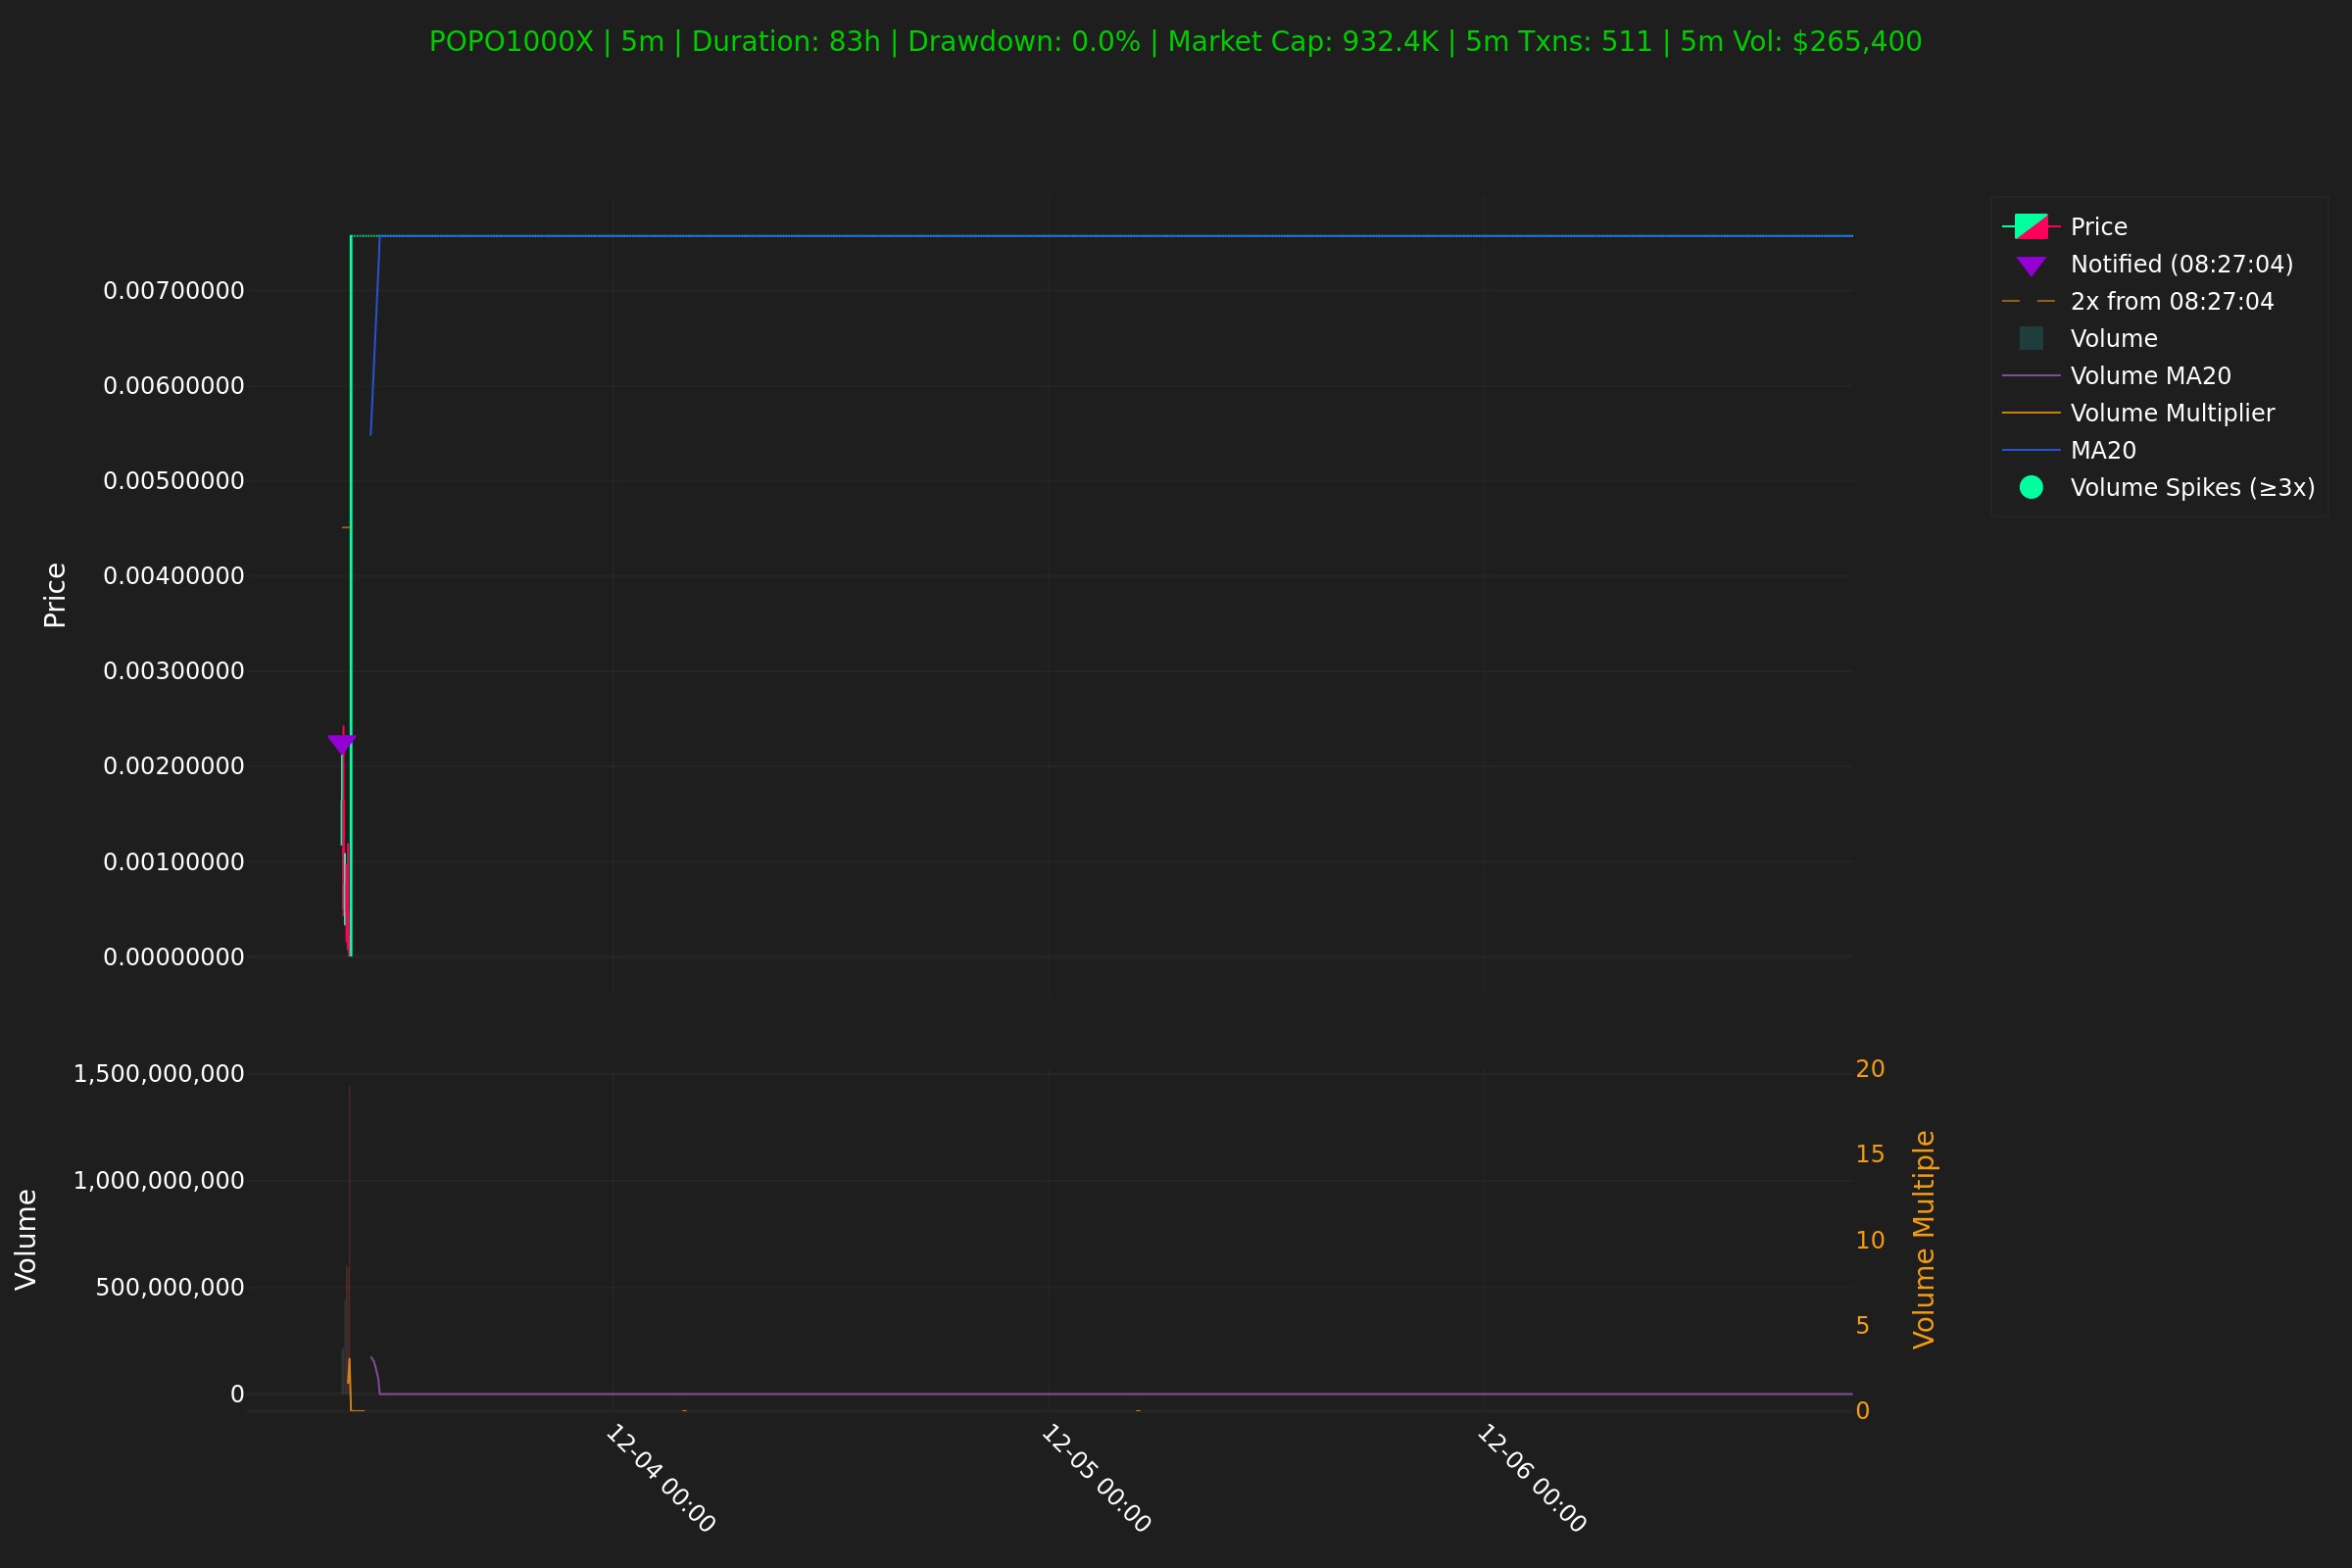 POPO1000X | 5m | Duration: 83h | Drawdown: 0.0% | Market Cap: 932.4K | 5m Txns: 511 | 5m Vol: $265,400
Price
0.00700000
0.00600000
0.00500000
0.00400000
0.00300000
0.00200000
0.00100000
0.00000000
Price
Notified (08:27:04)
2x from 08:27:04
Volume
Volume MA20
Volume Multiplier
MA20
Volume Spikes (≥3x)
Volume
1,500,000,000
1,000,000,000
500,000,000
0
20
15
10
5
0
Volume Multiple
12-04 00:00
12-05 00:00
12-06 00:00